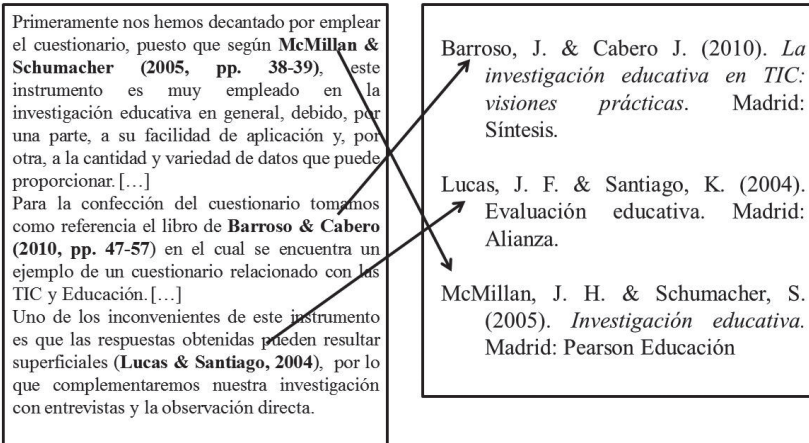 Primeramente nos hemos decantado por emplear
el cuestionario, puesto que según McMillan &
Schumacher (2005, pp. 38-39), este
instrumento es muy empleado en la
investigación educativa en general, debido, por
una parte, a su facilidad de aplicación y, por
otra, a la cantidad y variedad de datos que puede
proporcionar. […]
Para la confección del cuestionario tomamos
como referencia el libro de Barroso & Cabero
(2010, pp. 47-57) en el cual se encuentra un
ejemplo de un cuestionario relacionado con las
TIC y Educación. […]
Uno de los inconvenientes de este instrumento
es que las respuestas obtenidas pueden resultar
superficiales (Lucas & Santiago, 2004), por lo
que complementaremos nuestra investigación
con entrevistas y la observación directa.
Barroso, J. & Cabero J. (2010). La
investigación educativa en TIC:
visiones prácticas. Madrid:
Síntesis.
Lucas, J. F. & Santiago, K. (2004).
Evaluación educativa. Madrid:
Alianza.
McMillan, J. H. & Schumacher, S.
(2005). Investigación educativa.
Madrid: Pearson Educación